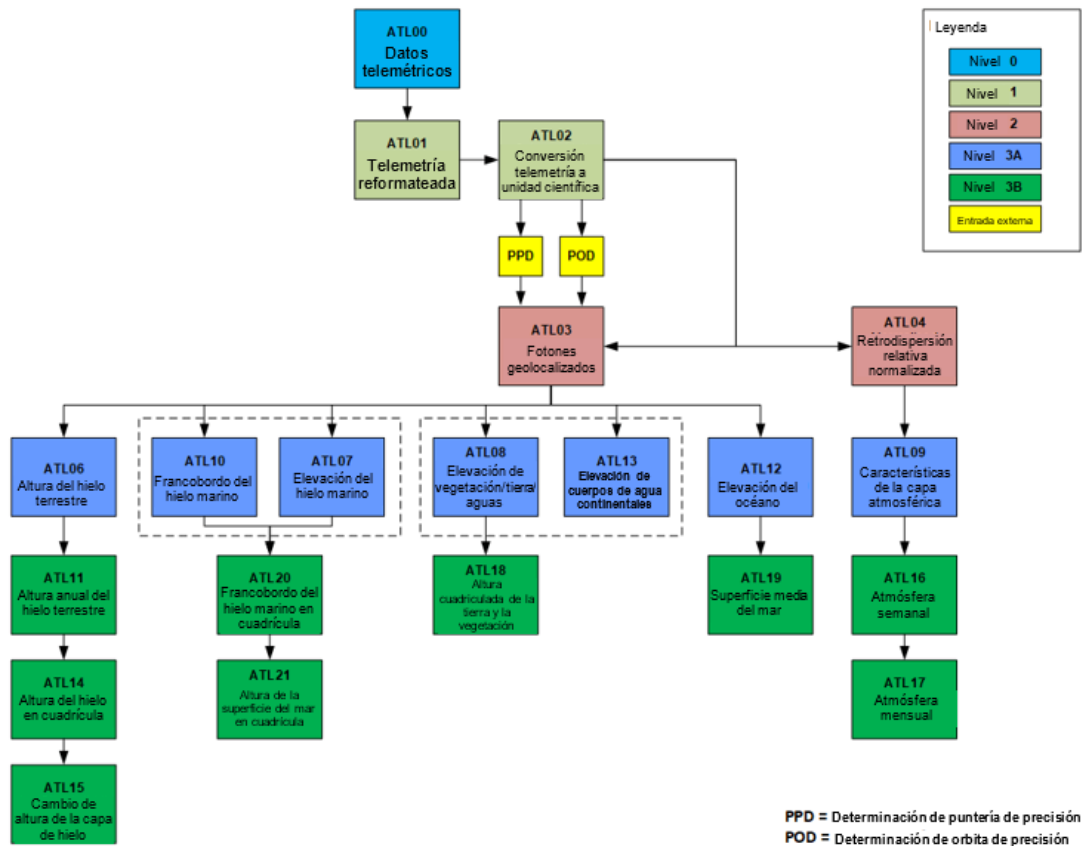 ATL00
Datos
telemétricos
Leyenda
Nivel 0
Nivel 1
Nivel 2
Nivel 3A
Nivel 3B
Entrada externa
ATL01
Telemetría
reformateada
ATL02
Conversión
telemetría a
unidad científica
PPD
POD
ATL03
Fotones
geolocalizados
ATL04
Retrodispersión
relativa
normalizada
ATL06
Altura del hielo
terrestre
ATL10
Francobordo del
hielo marino
ATL07
Elevación del
hielo marino
ATL08
Elevación de
vegetación/tierra/
aguas
ATL13
Elevación de
cuerpos de agua
continentales
ATL12
Elevación del
océano
ATL09
Características
de la capa
atmosférica
ATL11
Altura anual del
hielo terrestre
ATL20
Francobordo del
hielo marino en
cuadrícula
ATL18
Altura
cuadriculada de la
tierra y la
vegetación
ATL19
Superficie media
del mar
ATL16
Atmósfera
semanal
ATL14
Altura del hielo
en cuadrícula
ATL21
Altura de la
superficie del mar
en cuadrícula
ATL17
Atmósfera
mensual
ATL15
Cambio de
altura de la capa
de hielo
PPD = Determinación de puntería de precisión
POD = Determinación de orbita de precisión